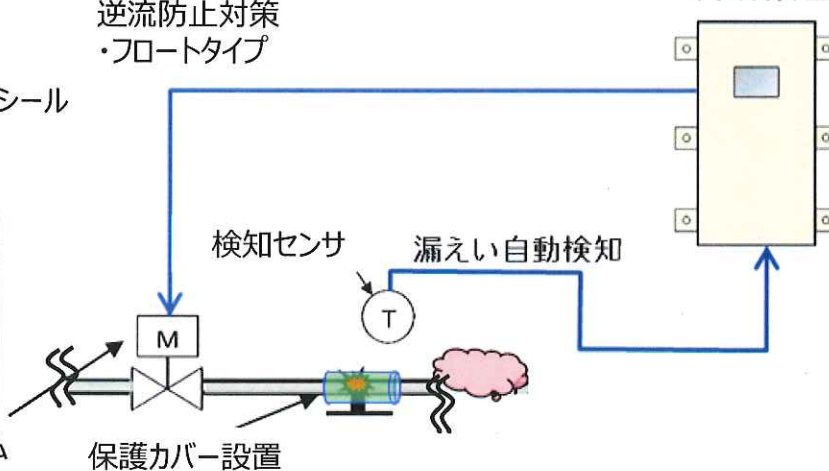 逆流防止対策
・フロートタイプ
シール
検知センサ
漏えい自動検知
T
M
保護カバー設置